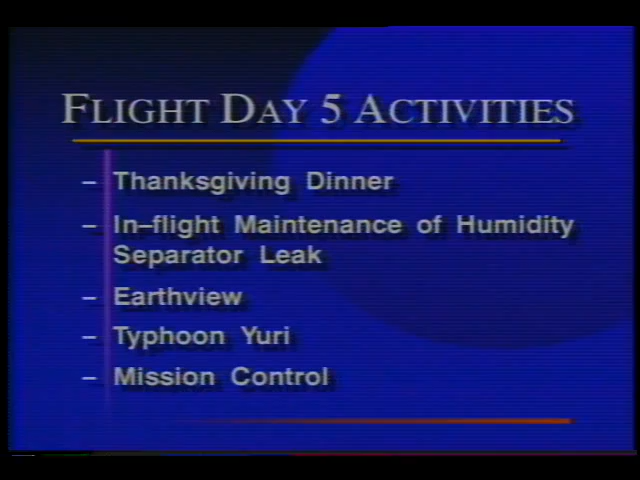 FLIGHT DAY 5 ACTIVITIES
– Thanksgiving Dinner
– In–flight Maintenance of Humidity
Separator Leak
– Earthview
– Typhoon Yuri
– Mission Control